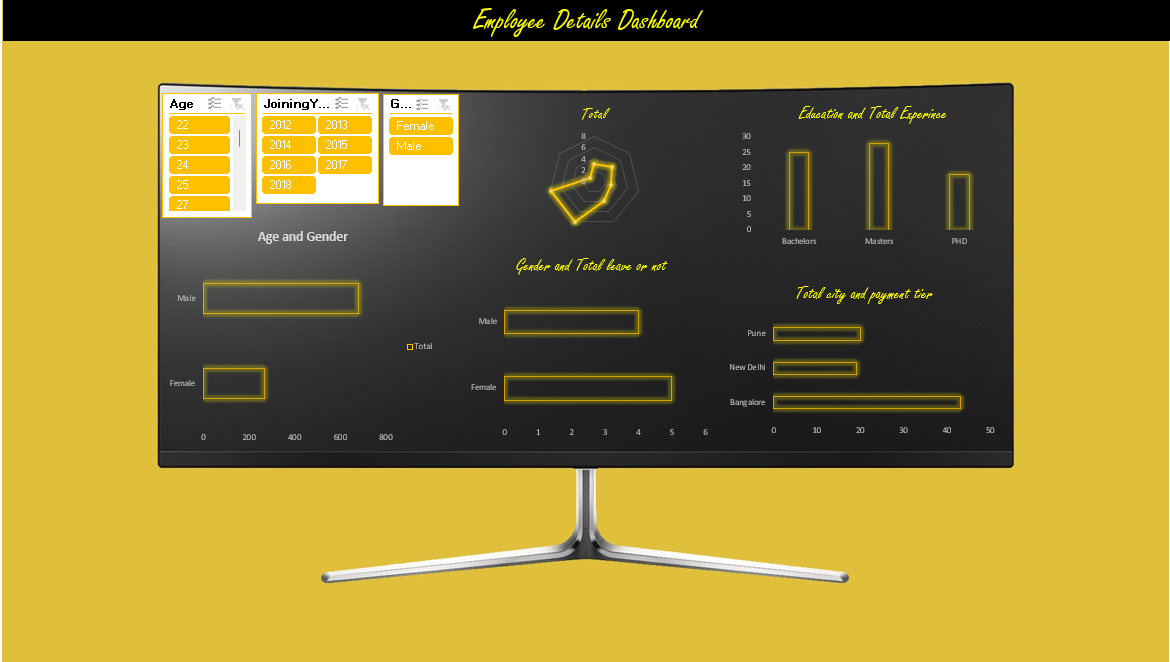 Employee Details Dashboard
Age
22
23
24
25
27
JoiningY...
2012 2013
2014 2015
2016 2017
2018
G...
Female
Male
Age and Gender
Male
Female
0 200 400 600 800
Total
Total
8
6
4
2
0
Gender and Total leave or not
Male
Female
0 1 2 3 4 5 6
Education and Total Experince
30
25
20
15
10
5
0
Bachelors Masters PHD
Total city and payment tier
Pune
New Delhi
Bangalore
0 10 20 30 40 50